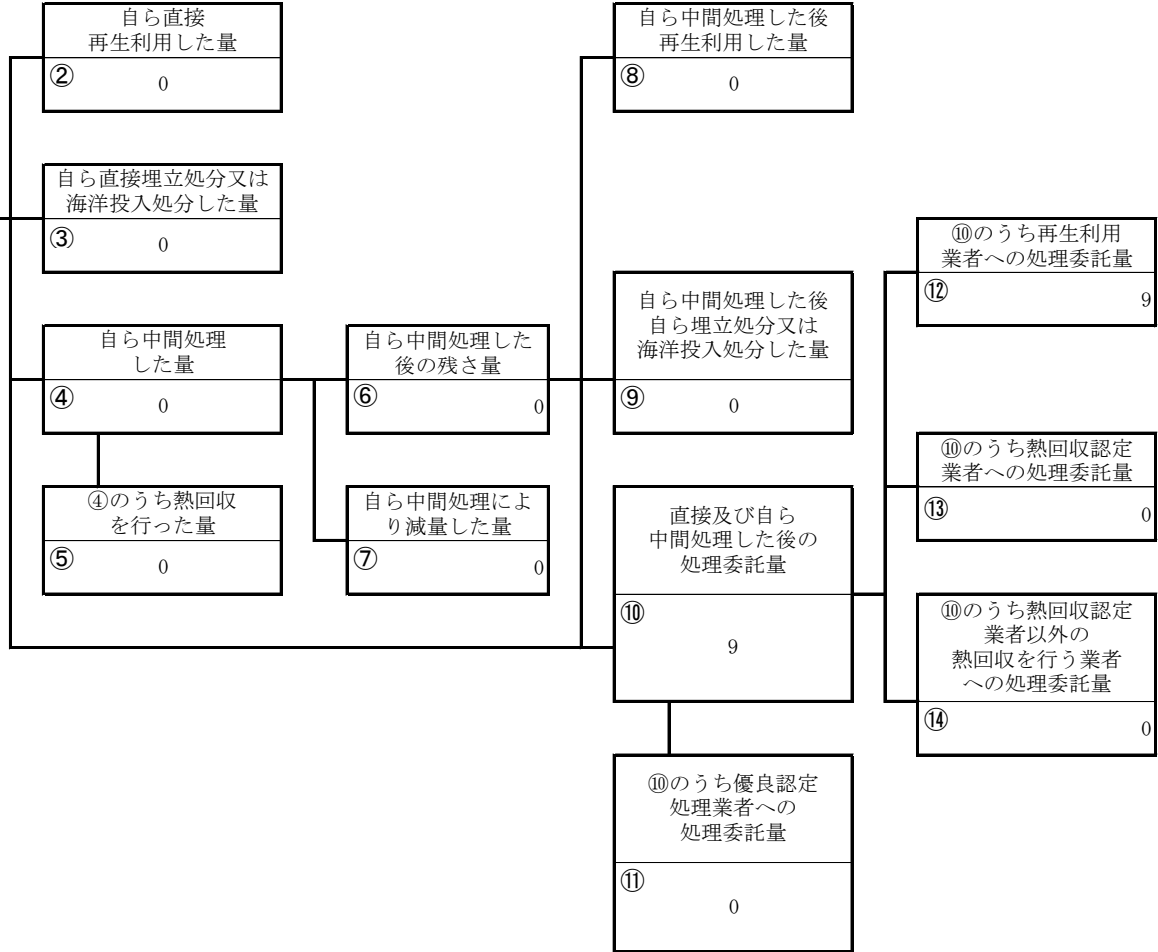 自ら直接
再生利用した量
② 0
自ら直接埋立処分又は
海洋投入処分した量
③ 0
自ら中間処理
した量
④ 0
④のうち熱回収
を行った量
⑤ 0
自ら中間処理した
後の残さ量
⑥ 0
自ら中間処理によ
り減量した量
⑦ 0
自ら中間処理した後
再生利用した量
⑧ 0
自ら中間処理した後
自ら埋立処分又は
海洋投入処分した量
⑨ 0
直接及び自ら
中間処理した後の
処理委託量
⑩
9
⑩のうち優良認定
処理業者への
処理委託量
⑪
0
⑩のうち再生利用
業者への処理委託量
⑫ 9
⑩のうち熱回収認定
業者への処理委託量
⑬ 0
⑩のうち熱回収認定
業者以外の
熱回収を行う業者
への処理委託量
⑭ 0